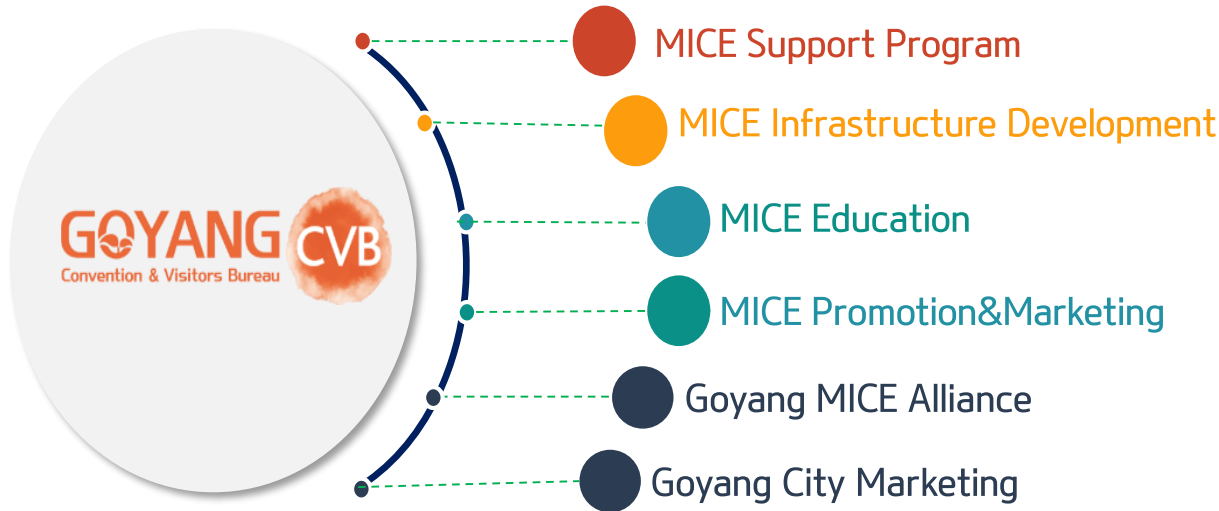 GOYANG
CVB
Convention & Visitors Bureau
MICE Support Program
MICE Infrastructure Development
MICE Education
MICE Promotion&Marketing
Goyang MICE Alliance
Goyang City Marketing